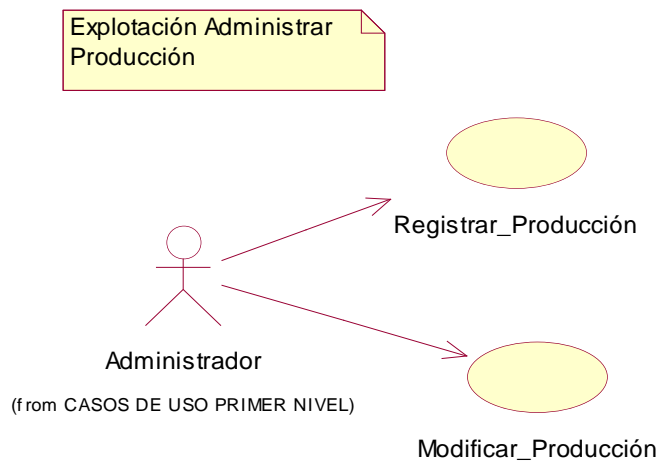 Explotación Administrar
Producción
Registrar_Producción
Administrador
(from CASOS DE USO PRIMER NIVEL)
Modificar_Producción